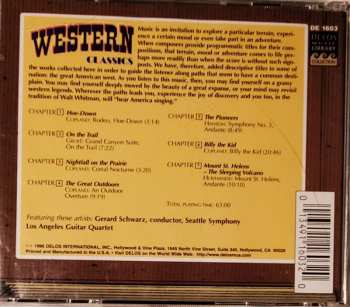 WESTERN
CLASSICS
DE 1603
DELOS
COLLECTION
Music is an invitation to explore a particular terrain, experience a certain mood or even take part in an adventure.
When composers provide programmatic titles for their compositions, that terrain, mood or adventure comes to life perhaps
more readily than when the score is without such signposts. We have, therefore, added descriptive titles to most of
the works collected here in order to guide the listener along paths that seem to have a common destination:
the great american west. As you listen to this music, then, you may find yourself on a grassy
plain. You may find yourself deeply moved by the beauty of a great expanse, or your mind may reveal
western legends. Wherever the paths leads you, experience the joy of discovery and you too, in the
tradition of Walt Whitman, will "hear America singing."
CHAPTER 1 Hoe-Down
COPLAND: Rodeo, Hoe-Down (3:14)
CHAPTER 2 On the Trail
GROFÉ: Grand Canyon Suite,
On the Trail (7:22)
CHAPTER 3 Nightfall on the Prairie
CRESTON: Corral Nocturne (3:20)
CHAPTER 4 The Great Outdoors
COPLAND: An Outdoor
Overture (9:19)
CHAPTER 5 The Pioneers
HANSON: Symphony No. 3,
Andante (8:49)
CHAPTER 6 Billy the Kid
COPLAND: Billy the Kid (20:46)
CHAPTER 7 Mount St. Helens
– The Sleeping Volcano
HOVHANESS: Mount St. Helens,
Andante (10:10)
TOTAL PLAYING TIME: 63:00
Featuring these artists: Gerard Schwarz, conductor, Seattle Symphony
Los Angeles Guitar Quartet
1996 DELOS INTERNATIONAL, INC., Hollywood & Vine Plaza, 1645 North Vine Street, Suite 340, Hollywood, CA 90028
Printed and Manufactured in the U.S.A. • Visit DELOS on the World Wide Web: http://www.delosmus.com